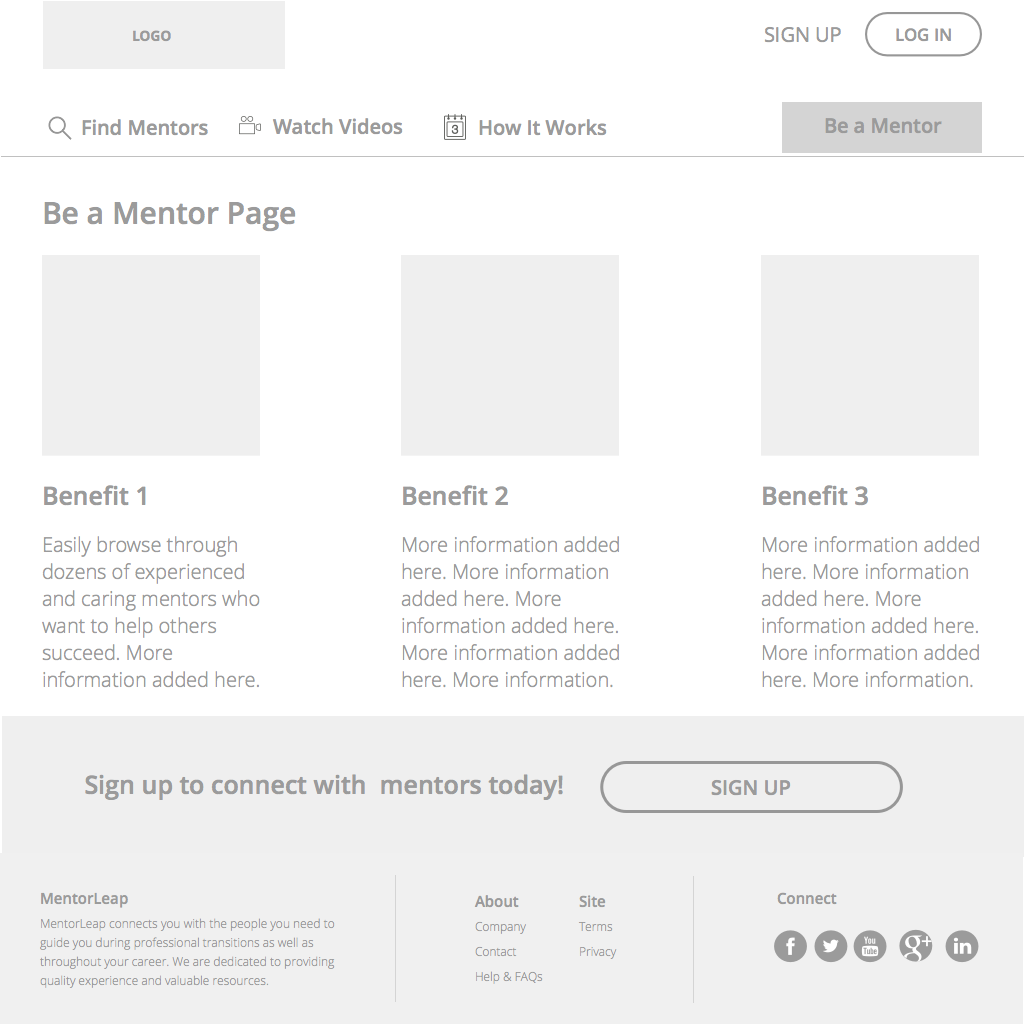 LOGO
SIGN UP
LOG IN
Find Mentors
Watch Videos
3
How It Works
Be a Mentor
Be a Mentor Page
Benefit 1
Easily browse through
dozens of experienced
and caring mentors who
want to help others
succeed. More
information added here.
Benefit 2
More information added
here. More information
added here. More
information added here.
More information added
here. More information.
Benefit 3
More information added
here. More information
added here. More
information added here.
More information added
here. More information.
Sign up to connect with  mentors today!
SIGN UP
MentorLeap
MentorLeap connects you with the people you need to
guide you during professional transitions as well as
throughout your career. We are dedicated to providing
quality experience and valuable resources.
About
Company
Contact
Help & FAQs
Site
Terms
Privacy
Connect
f
You
Tube
g+
in